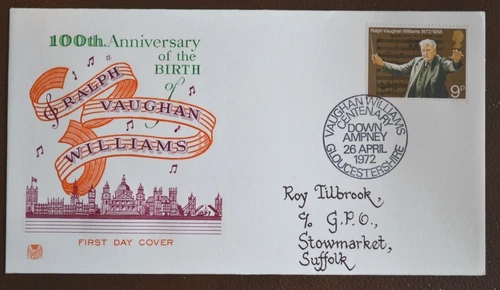 100th. Anniversary
of the
BIRTH
of
RALPH
VAUGHAN
WILLIAMS
FIRST DAY COVER
Ralph Vaughan Williams 1872/1958
9p
VAUGHAN WILLIAMS
CENTENARY
DOWN
AMPNEY
26 APRIL
1972
GLOUCESTERSHIRE
Roy Tilbrook,
c/o G.P.O.,
Stowmarket,
Suffolk